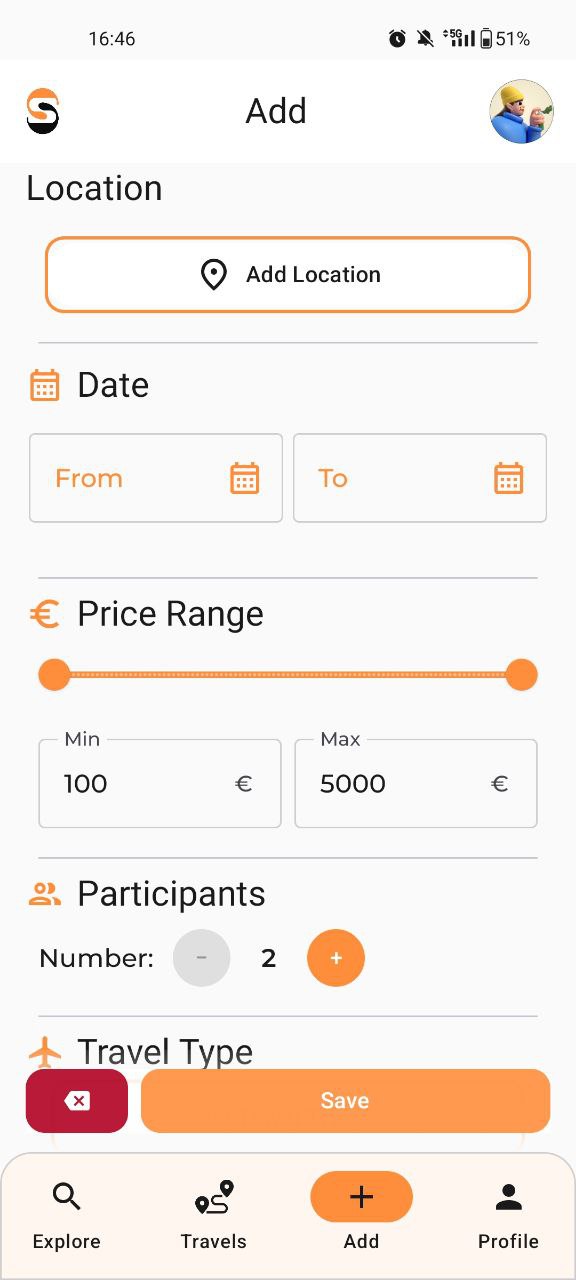 16:46 5G 51%
Add
Location
Add Location
Date
From To
€ Price Range
Min Max
100 € 5000 €
Participants
Number: - 2 +
Travel Type
Save
Explore Travels Add Profile